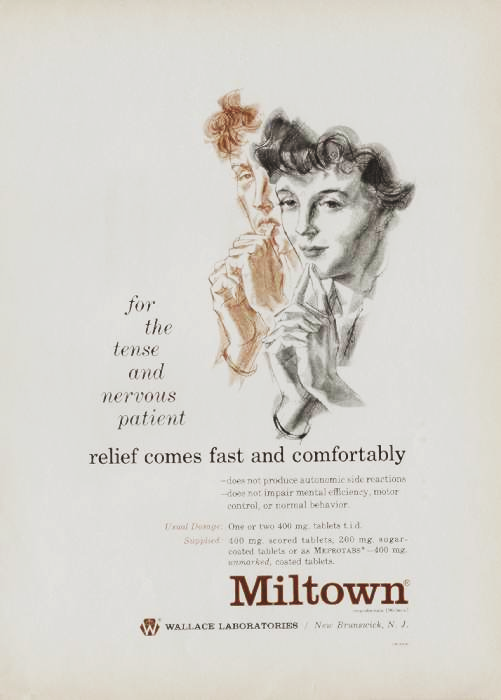 for
the
tense
and
nervous
patient
relief comes fast and comfortably
–does not produce autonomic side reactions
–does not impair mental efficiency, motor
control, or normal behavior.
Usual Dosage: One or two 400 mg. tablets t.i.d.
Supplied: 400 mg. scored tablets, 200 mg. sugar-
coated tablets or as MEPROTABS*–400 mg.
unmarked, coated tablets.
Miltown®
W WALLACE LABORATORIES / New Brunswick, N. J.